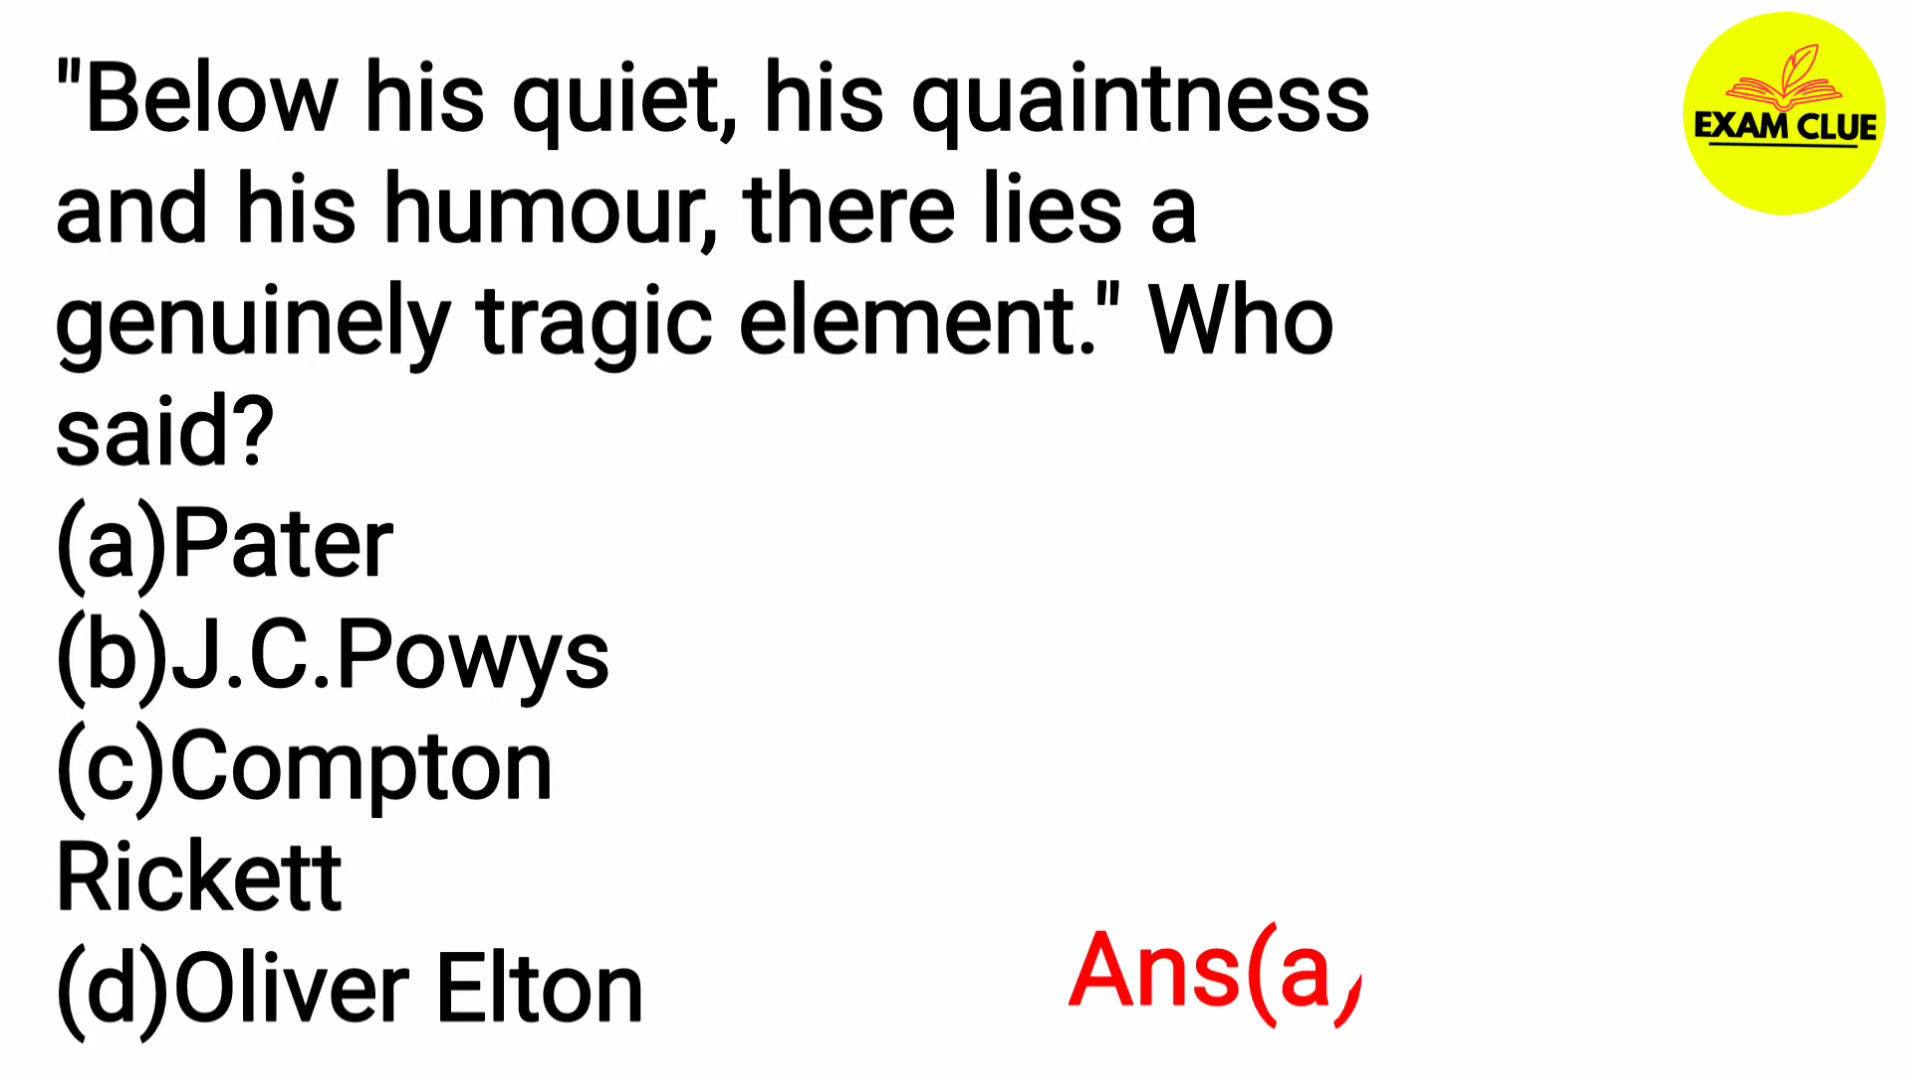 "Below his quiet, his quaintness
EXAM CLUE
and his humour, there lies a
genuinely tragic element." Who
said?
(a)Pater
(b)J.C.Powys
(c)Compton
Rickett
(d)Oliver Elton
Ans(a)